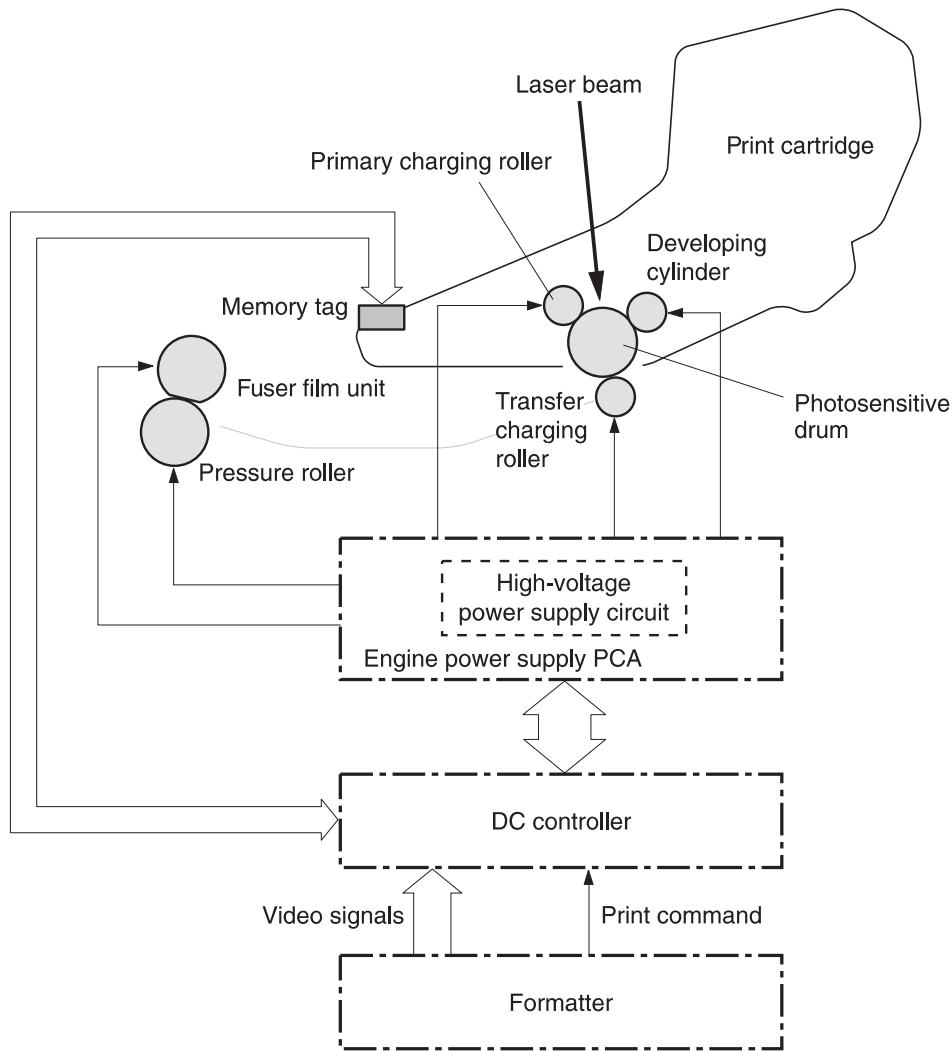 Laser beam
Print cartridge
Primary charging roller
Developing
cylinder
Memory tag
Fuser film unit
Transfer
charging
roller
Photosensitive
drum
Pressure roller
High-voltage
power supply circuit
Engine power supply PCA
DC controller
Video signals
Print command
Formatter